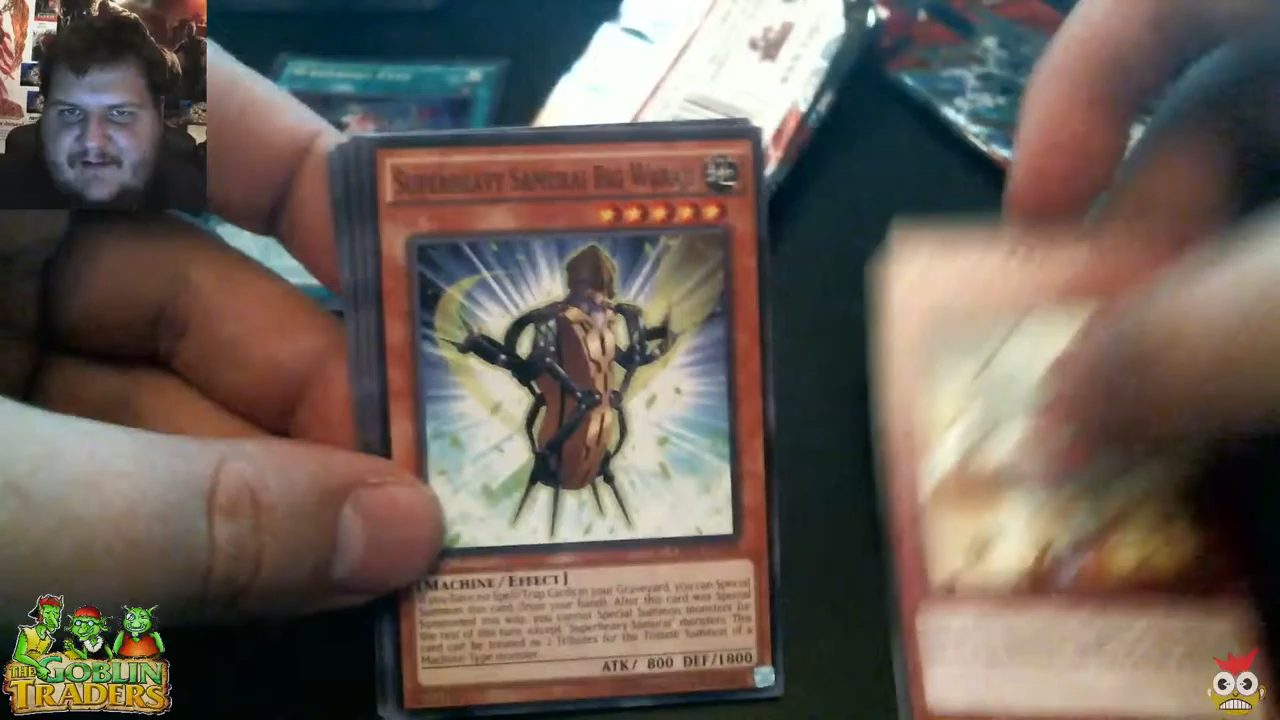 SUPERHEAVY SAMURAI BIG WARAJI
[MACHINE/EFFECT]
If you have no Spell/Trap Cards in your Graveyard, you can Special
Summon this card (from your hand). After this card was Special
Summoned this way, you cannot Special Summon monsters for
the rest of this turn, except "Superheavy Samurai" monsters. This
card can be treated as 2 Tributes for the Tribute Summon of a
Machine-Type monster.
ATK/ 800 DEF/1800
THE GOBLIN
TRADERS